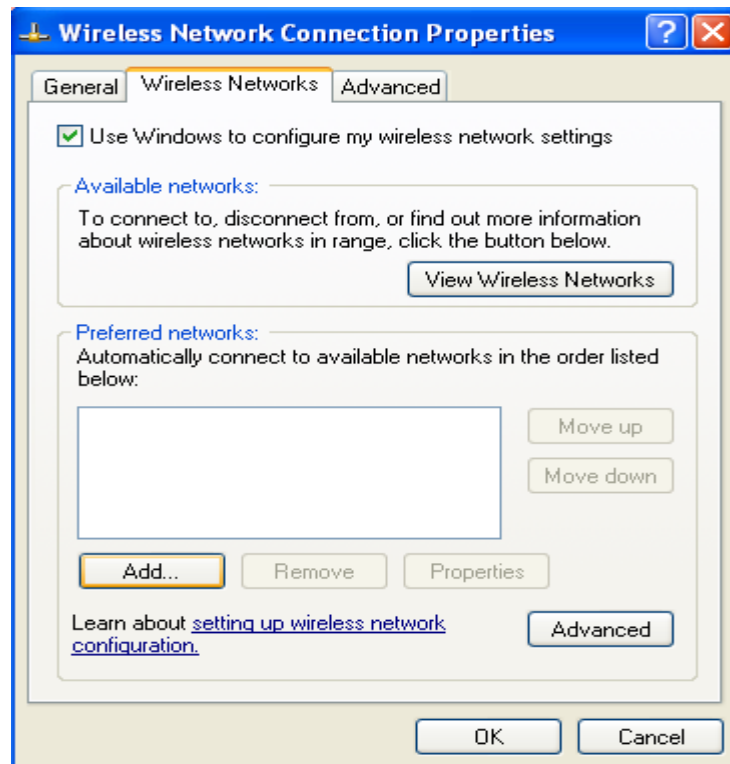 Wireless Network Connection Properties
General Wireless Networks Advanced
Use Windows to configure my wireless network settings
Available networks:
To connect to, disconnect from, or find out more information
about wireless networks in range, click the button below.
View Wireless Networks
Preferred networks:
Automatically connect to available networks in the order listed
below:
Move up
Move down
Add... Remove Properties
Learn about setting up wireless network
configuration.
Advanced
OK Cancel